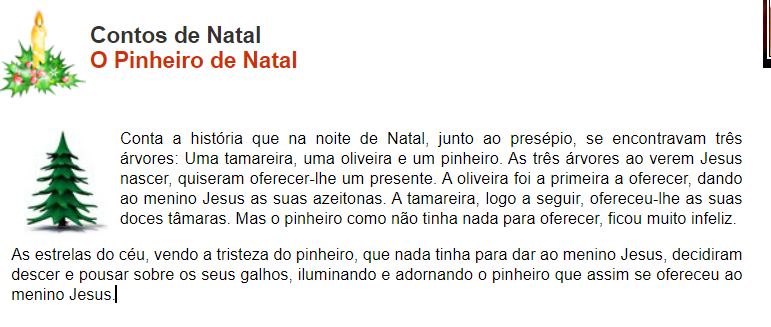 Contos de Natal
O Pinheiro de Natal
Conta a história que na noite de Natal, junto ao presépio, se encontravam três
árvores: Uma tamareira, uma oliveira e um pinheiro. As três árvores ao verem Jesus
nascer, quiseram oferecer-lhe um presente. A oliveira foi a primeira a oferecer, dando
ao menino Jesus as suas azeitonas. A tamareira, logo a seguir, ofereceu-lhe as suas
doces tâmaras. Mas o pinheiro como não tinha nada para oferecer, ficou muito infeliz.
As estrelas do céu, vendo a tristeza do pinheiro, que nada tinha para dar ao menino Jesus, decidiram
descer e pousar sobre os seus galhos, iluminando e adornando o pinheiro que assim se ofereceu ao
menino Jesus.